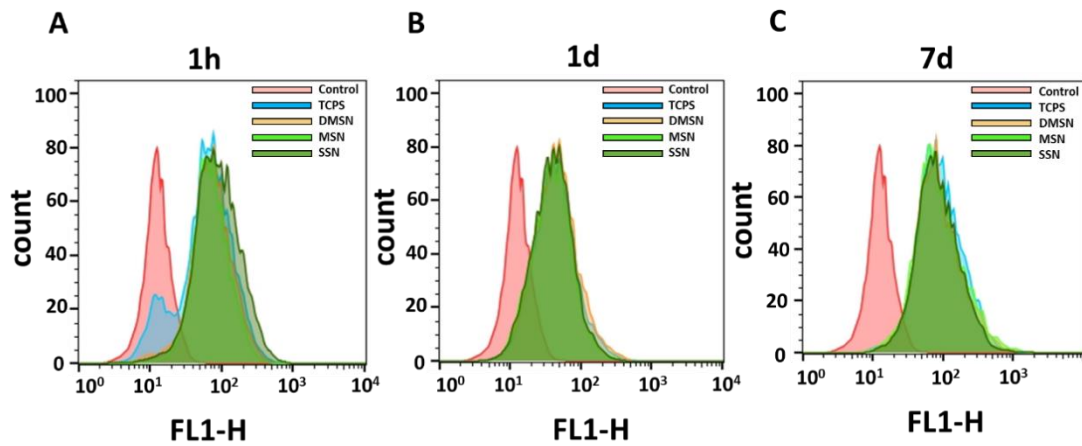 A
1h
count
100
80
60
40
20
0
Control
TCPS
DMSN
MSN
SSN
10⁰ 10¹ 10² 10³ 10⁴
FL1-H
B
1d
count
100
80
60
40
20
0
Control
TCPS
DMSN
MSN
SSN
10⁰ 10¹ 10² 10³ 10⁴
FL1-H
C
7d
count
100
80
60
40
20
0
Control
TCPS
DMSN
MSN
SSN
10⁰ 10¹ 10² 10³
FL1-H